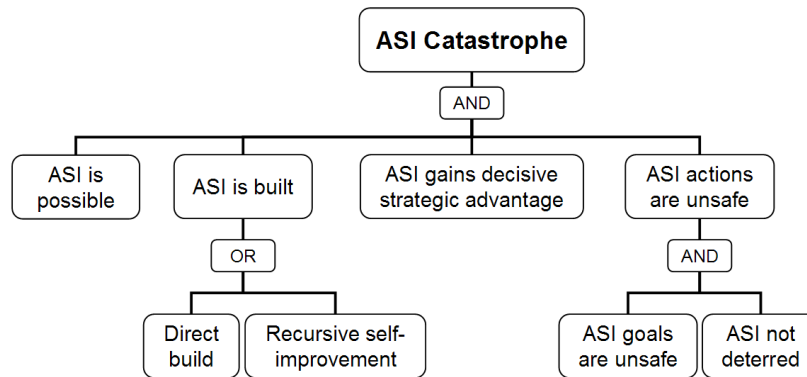 ASI Catastrophe
AND
ASI is
possible
ASI is built
ASI gains decisive
strategic advantage
ASI actions
are unsafe
OR
AND
Direct
build
Recursive self-
improvement
ASI goals
are unsafe
ASI not
deterred